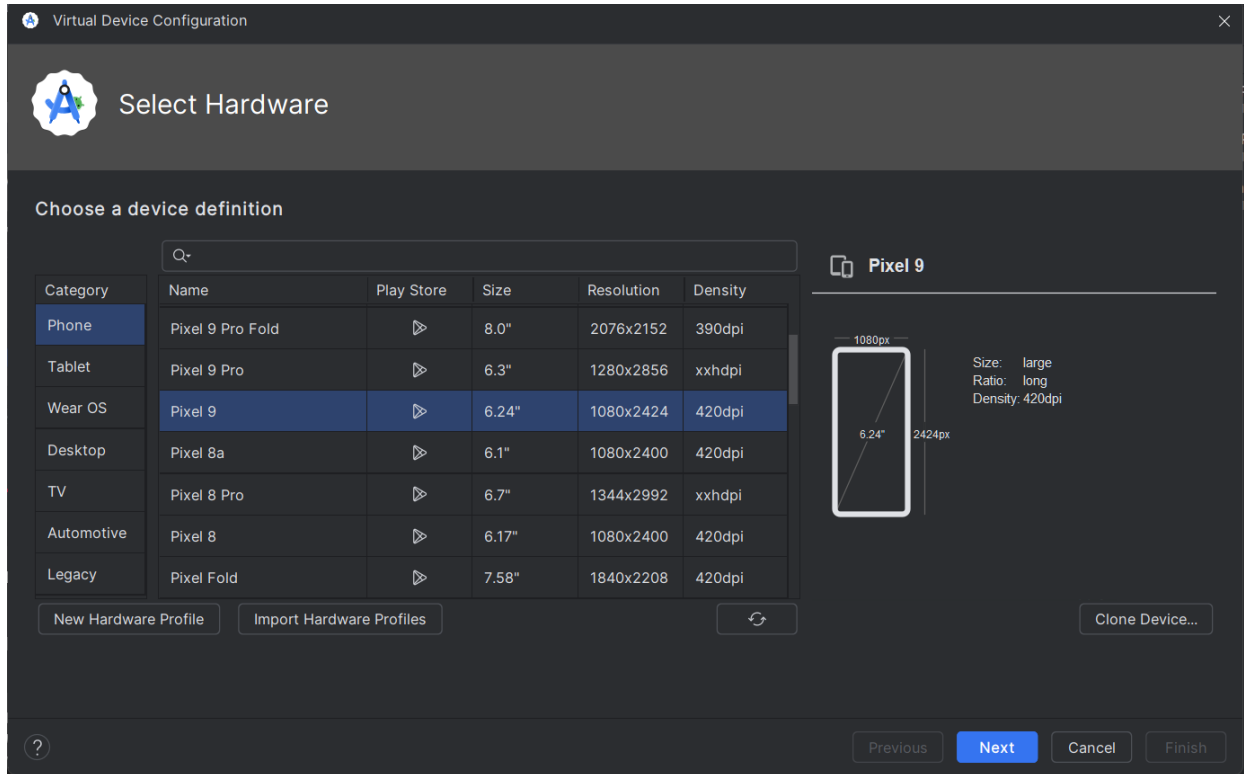 Virtual Device Configuration
Select Hardware
Choose a device definition
Category
Phone
Tablet
Wear OS
Desktop
TV
Automotive
Legacy
Name Play Store Size Resolution Density
Pixel 9 Pro Fold 8.0" 2076x2152 390dpi
Pixel 9 Pro 6.3" 1280x2856 xxhdpi
Pixel 9 6.24" 1080x2424 420dpi
Pixel 8a 6.1" 1080x2400 420dpi
Pixel 8 Pro 6.7" 1344x2992 xxhdpi
Pixel 8 6.17" 1080x2400 420dpi
Pixel Fold 7.58" 1840x2208 420dpi
New Hardware Profile Import Hardware Profiles
Pixel 9
1080px
6.24" 2424px
Size: large
Ratio: long
Density: 420dpi
Clone Device...
? Previous Next Cancel Finish